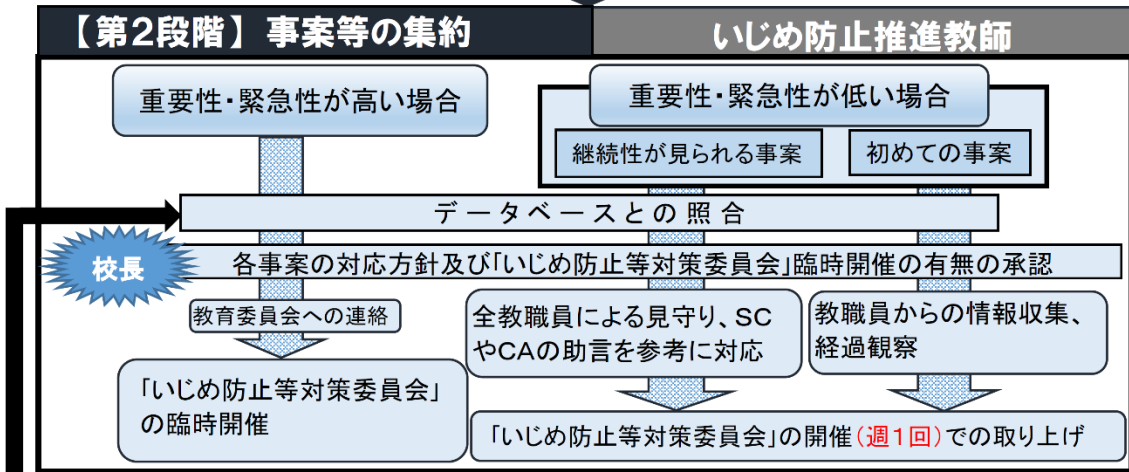 【第２段階】事案等の集約
いじめ防止推進教師
重要性・緊急性が高い場合
重要性・緊急性が低い場合
継続性が見られる事案
初めての事案
データベースとの照合
校長
各事案の対応方針及び「いじめ防止等対策委員会」臨時開催の有無の承認
教育委員会への連絡
全教職員による見守り、SC
やCAの助言を参考に対応
教職員からの情報収集、
経過観察
「いじめ防止等対策委員会」
の臨時開催
「いじめ防止等対策委員会」の開催(週１回)での取り上げ